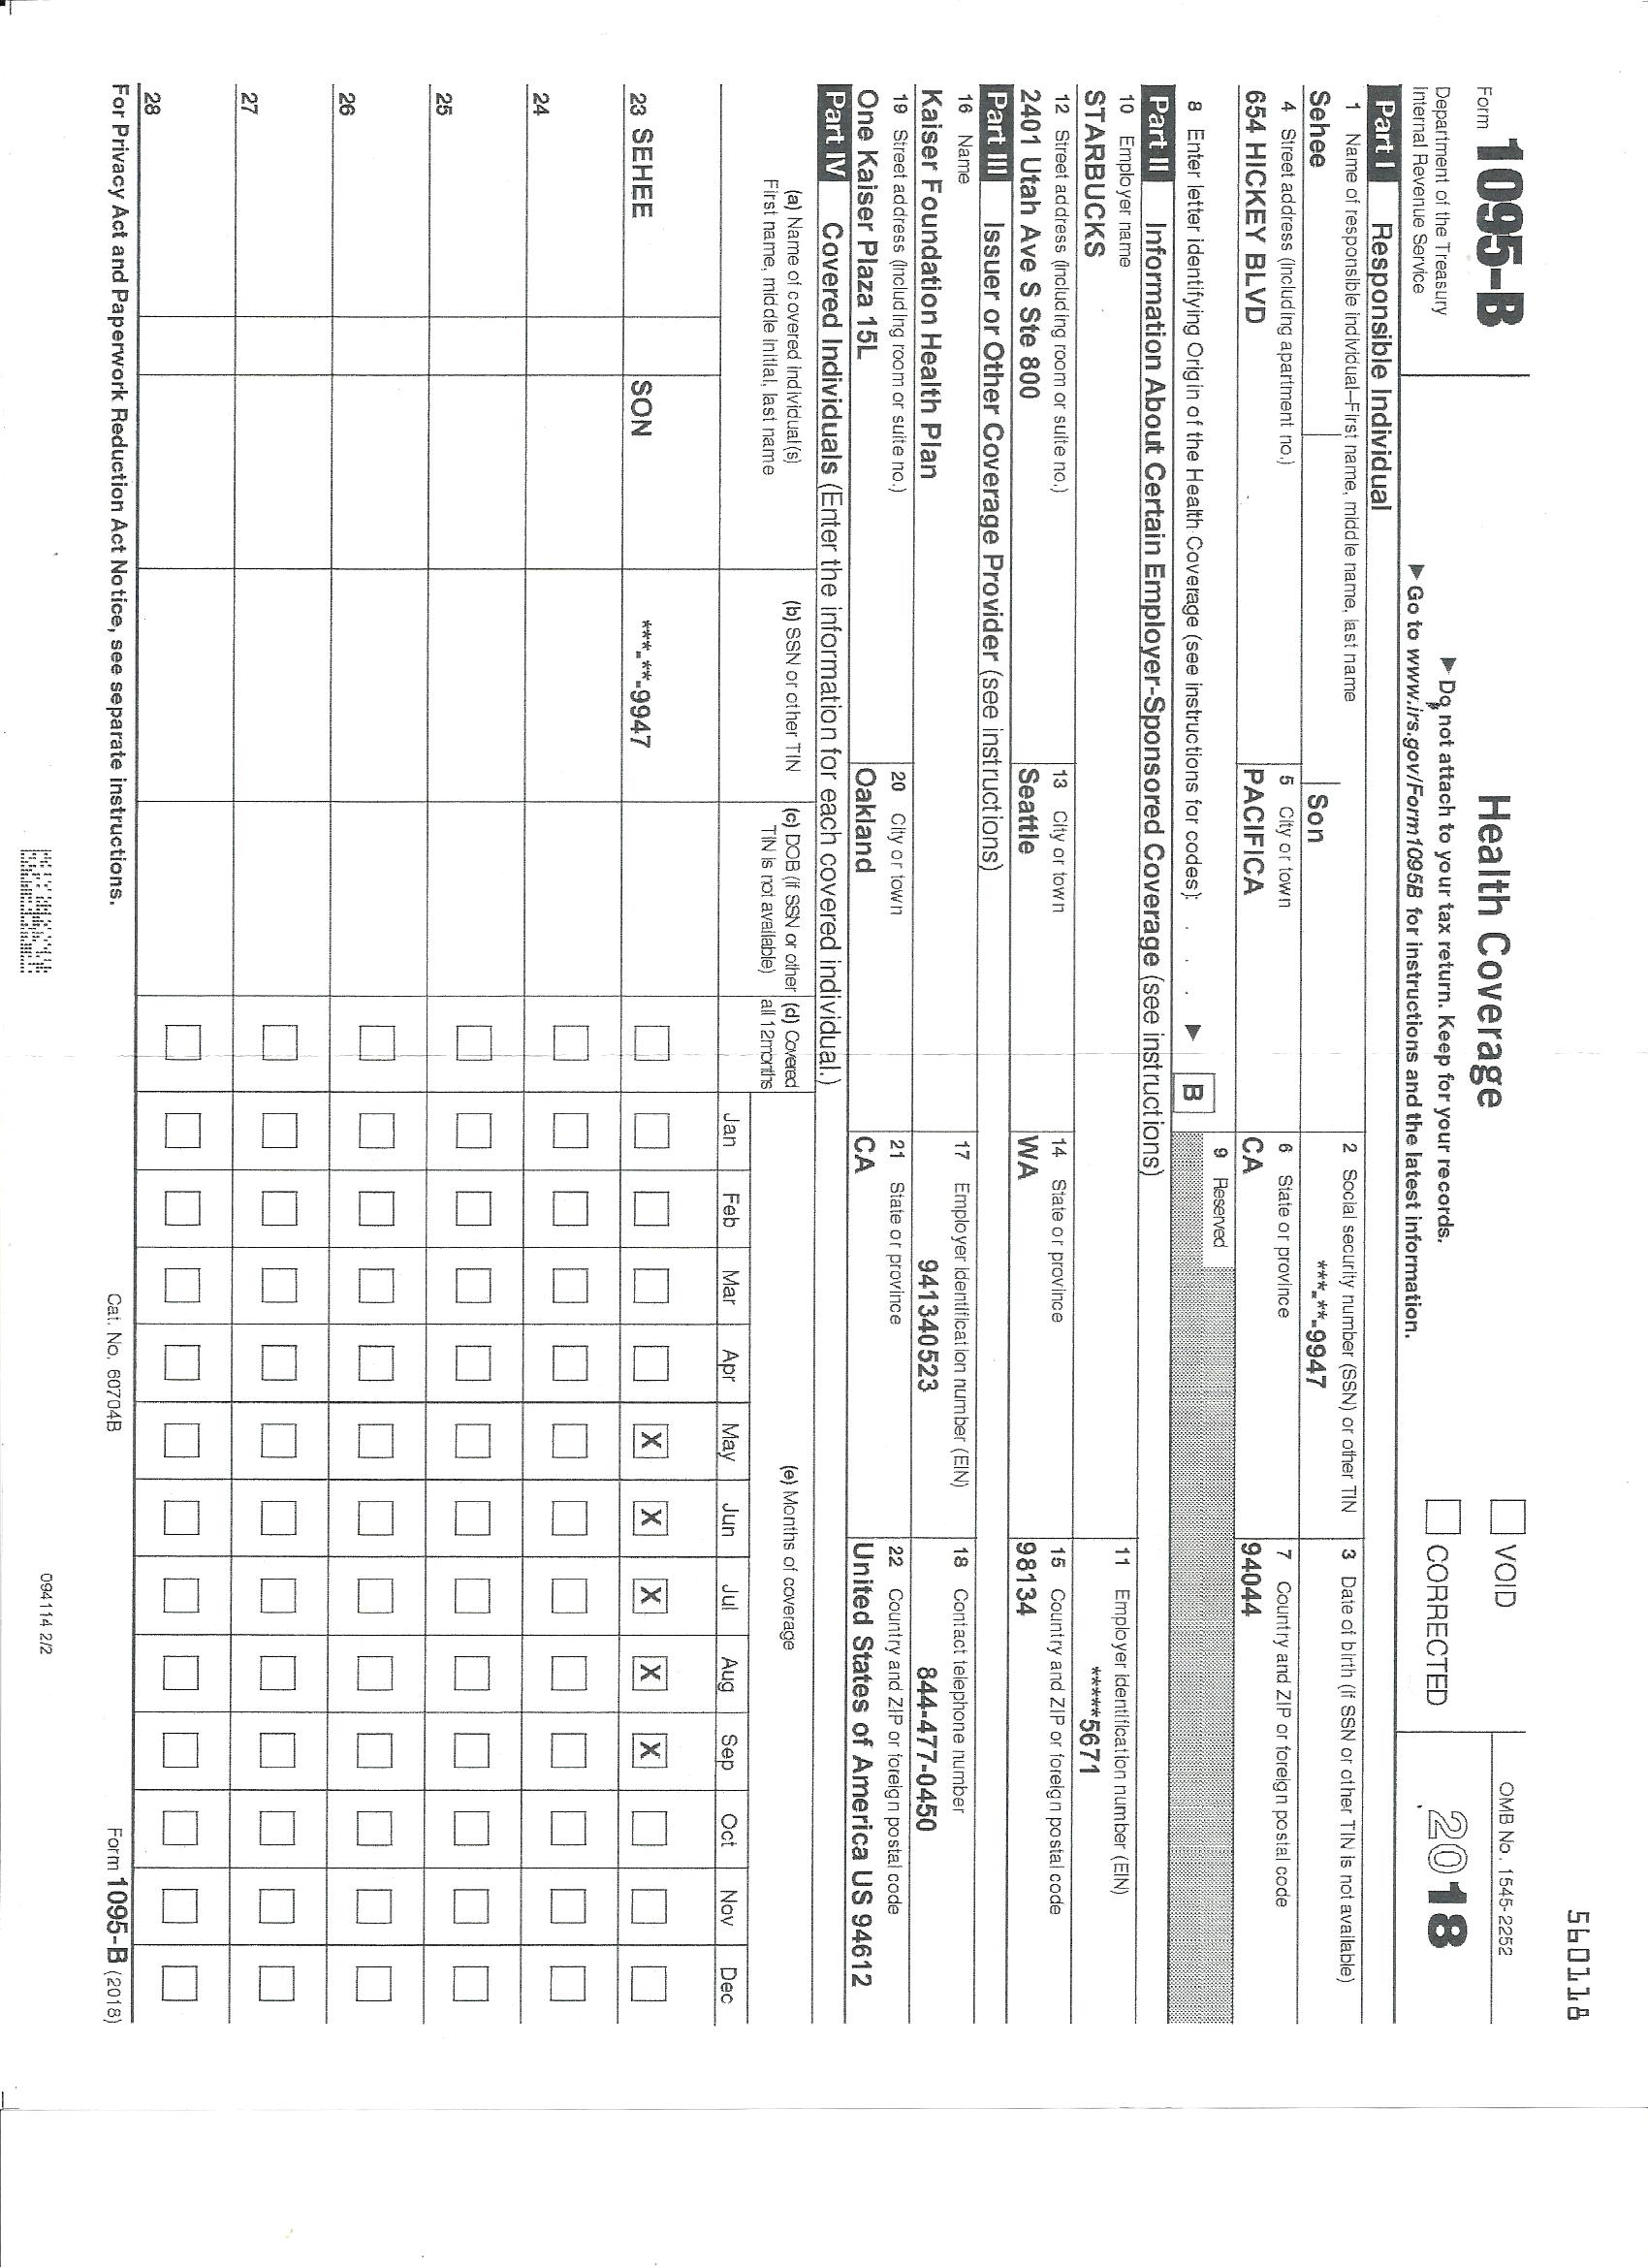 560118
Form 1095-B
Department of the Treasury
Internal Revenue Service
Health Coverage
▶ Do not attach to your tax return. Keep for your records.
▶ Go to www.irs.gov/Form1095B for instructions and the latest information.
VOID
CORRECTED
OMB No. 1545-2252
2018
Part I Responsible Individual
1 Name of responsible individual–First name, middle name, last name
Sehee Son
2 Social security number (SSN) or other TIN
***-**-9947
3 Date of birth (if SSN or other TIN is not available)
4 Street address (including apartment no.)
654 HICKEY BLVD
5 City or town
PACIFICA
6 State or province
CA
7 Country and ZIP or foreign postal code
94044
8 Enter letter identifying Origin of the Health Coverage (see instructions for codes): . . . ▶ B
9 Reserved
Part II Information About Certain Employer-Sponsored Coverage (see instructions)
10 Employer name
STARBUCKS
11 Employer identification number (EIN)
*****5671
12 Street address (including room or suite no.)
2401 Utah Ave S Ste 800
13 City or town
Seattle
14 State or province
WA
15 Country and ZIP or foreign postal code
98134
Part III Issuer or Other Coverage Provider (see instructions)
16 Name
Kaiser Foundation Health Plan
17 Employer identification number (EIN)
941340523
18 Contact telephone number
844-477-0450
19 Street address (including room or suite no.)
One Kaiser Plaza 15L
20 City or town
Oakland
21 State or province
CA
22 Country and ZIP or foreign postal code
United States of America US 94612
Part IV Covered Individuals (Enter the information for each covered individual.)
(a) Name of covered individual(s)
First name, middle initial, last name
(b) SSN or other TIN
(c) DOB (if SSN or other
TIN is not available)
(d) Covered
all 12months
(e) Months of coverage
Jan Feb Mar Apr May Jun Jul Aug Sep Oct Nov Dec
23 SEHEE SON ***-**-9947 X X X X X
24
25
26
27
28
For Privacy Act and Paperwork Reduction Act Notice, see separate instructions.
Cat. No. 60704B
Form 1095-B (2018)
094114 2/2